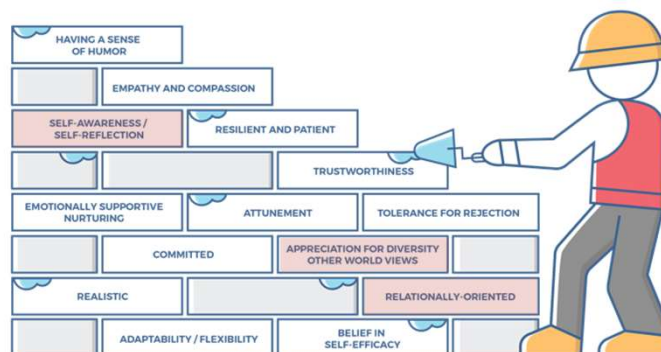 HAVING A SENSE
OF HUMOR
EMPATHY AND COMPASSION
SELF-AWARENESS /
SELF-REFLECTION
RESILIENT AND PATIENT
TRUSTWORTHINESS
EMOTIONALLY SUPPORTIVE
NURTURING
ATTUNEMENT
TOLERANCE FOR REJECTION
COMMITTED
APPRECIATION FOR DIVERSITY
OTHER WORLD VIEWS
REALISTIC
RELATIONALLY-ORIENTED
ADAPTABILITY / FLEXIBILITY
BELIEF IN
SELF-EFFICACY